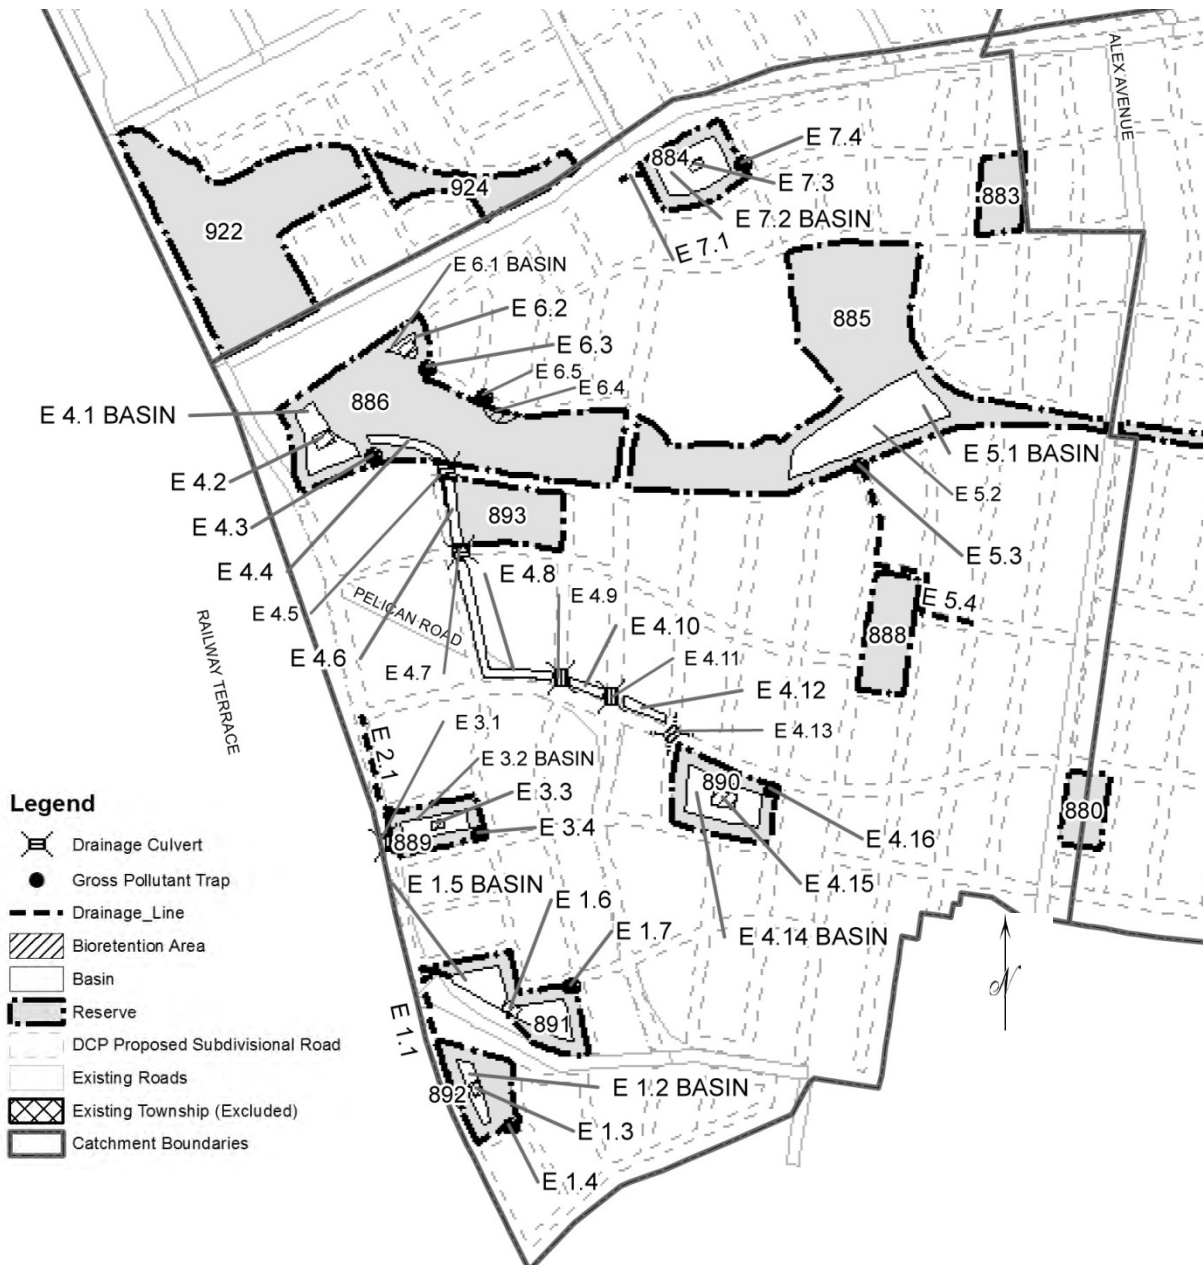 ALEX AVENUE
884
E 7.4
E 7.3
883
924
E 7.2 BASIN
922
E 7.1
E 6.1 BASIN
E 6.2
885
E 6.3
E 6.5
E 6.4
886
E 4.1 BASIN
E 5.1 BASIN
E 4.2
E 5.2
893
E 4.3
E 5.3
E 4.4
E 4.8
E 4.5
E 4.9
E 5.4
PELICAN ROAD
E 4.10
888
E 4.6
E 4.11
E 4.7
E 4.12
RAILWAY TERRACE
E 3.1
E 4.13
E 2.1
E 3.2 BASIN
890
E 3.3
880
E 3.4
889
E 4.16
E 1.5 BASIN
E 4.15
E 1.6
E 1.7
E 4.14 BASIN
891
E 1.1
E 1.2 BASIN
892
E 1.3
E 1.4
N
Legend
Drainage Culvert
Gross Pollutant Trap
Drainage_Line
Bioretention Area
Basin
Reserve
DCP Proposed Subdivisional Road
Existing Roads
Existing Township (Excluded)
Catchment Boundaries